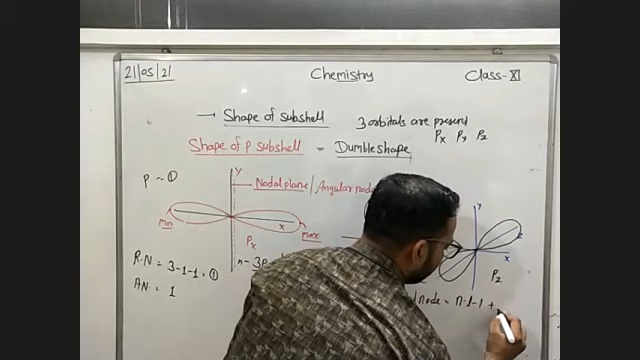 21/05/21 Chemistry Class-XI
→ Shape of subshell 3 orbitals are present
Px Py Pz
Shape of P subshell = Dumbleshape
P - ①
y
Nodal plane / Angular node
y
Min
x
Max
x
Px
Pz
R.N = 3-1-1 = ①
n - 3p
A.N = 1
node = n-l-1 +